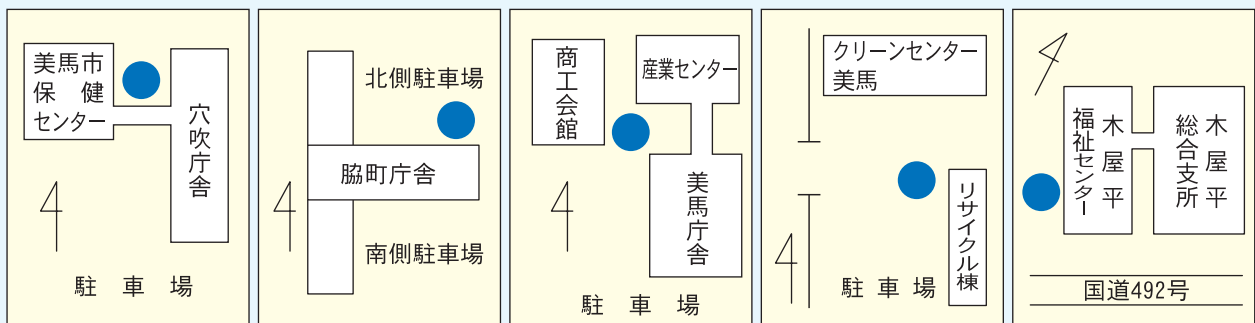 美馬市
保健
センター
穴吹庁舎
駐車場
北側駐車場
脇町庁舎
南側駐車場
商工会館
産業センター
美馬庁舎
駐車場
クリーンセンター
美馬
リサイクル棟
駐車場
木屋平
福祉センター
木屋平
総合支所
国道492号